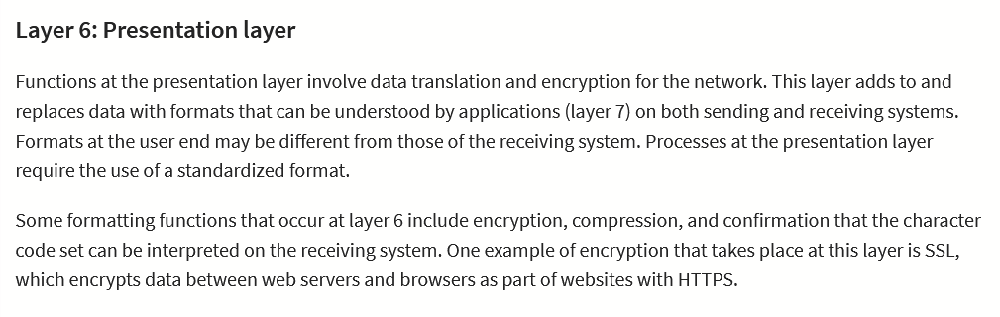 Layer 6: Presentation layer
Functions at the presentation layer involve data translation and encryption for the network. This layer adds to and
replaces data with formats that can be understood by applications (layer 7) on both sending and receiving systems.
Formats at the user end may be different from those of the receiving system. Processes at the presentation layer
require the use of a standardized format.
Some formatting functions that occur at layer 6 include encryption, compression, and confirmation that the character
code set can be interpreted on the receiving system. One example of encryption that takes place at this layer is SSL,
which encrypts data between web servers and browsers as part of websites with HTTPS.